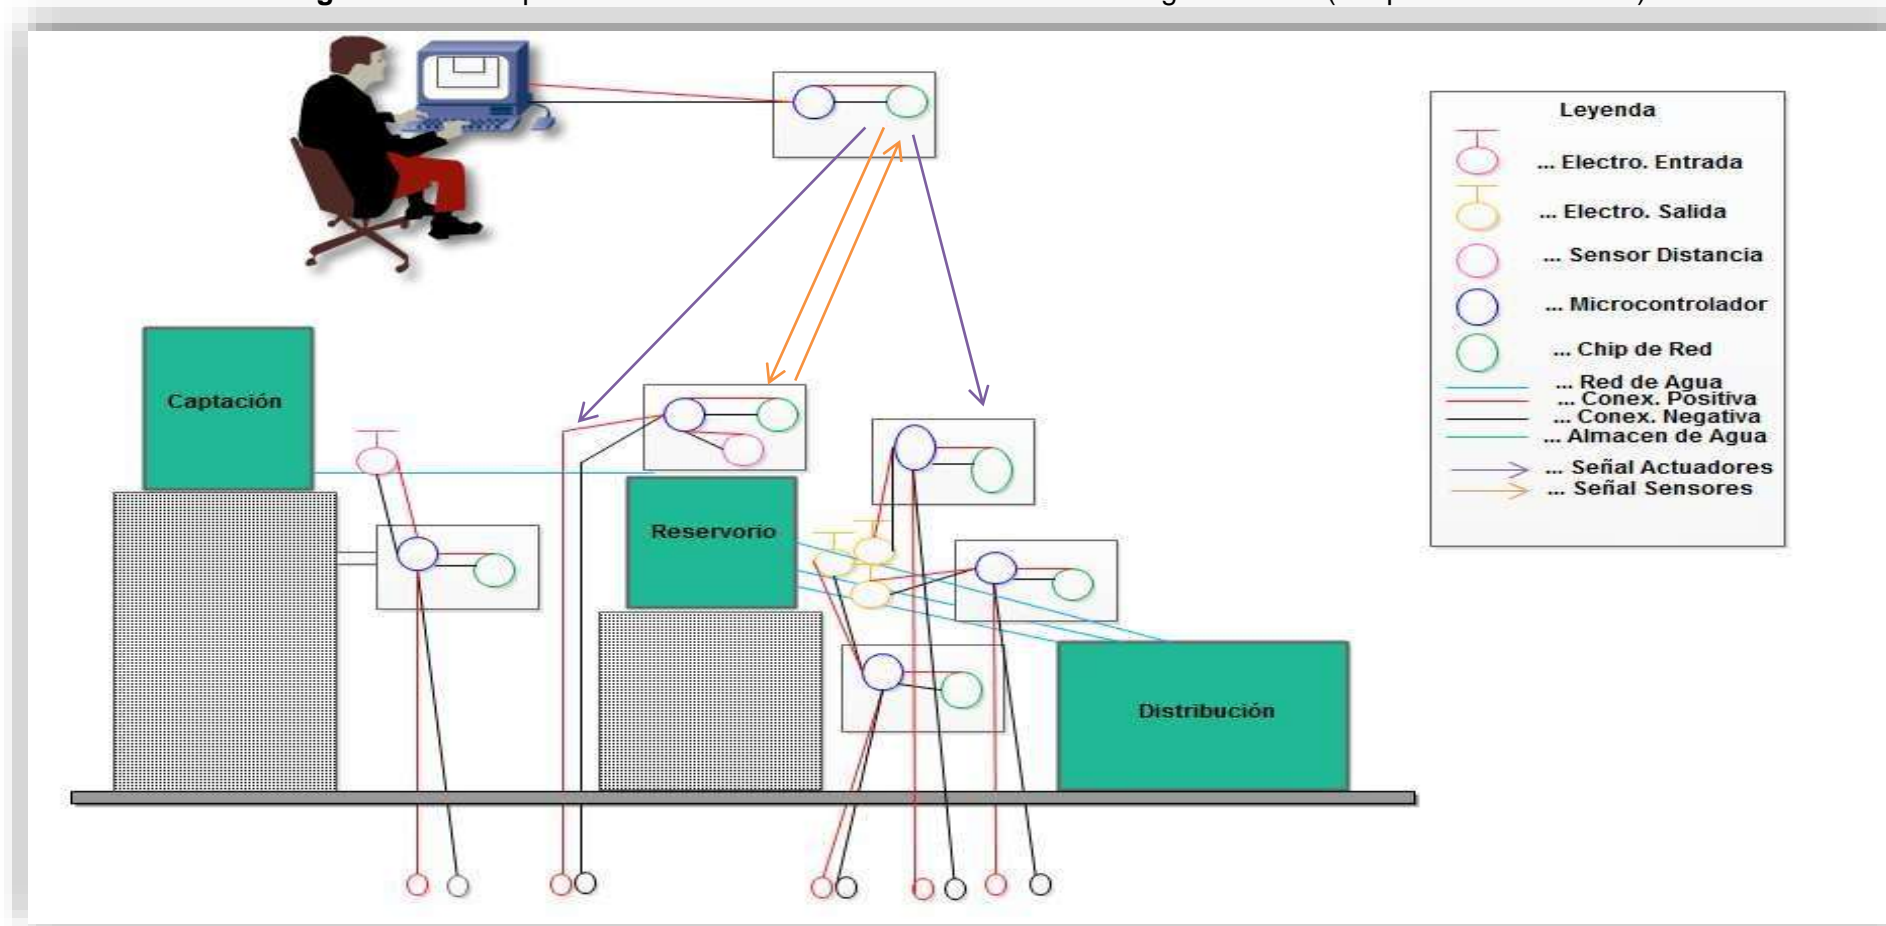 Captación
Reservorio
Distribución
Leyenda
... Electro. Entrada
... Electro. Salida
... Sensor Distancia
... Microcontrolador
... Chip de Red
... Red de Agua
... Conex. Positiva
... Conex. Negativa
... Almacen de Agua
... Señal Actuadores
... Señal Sensores